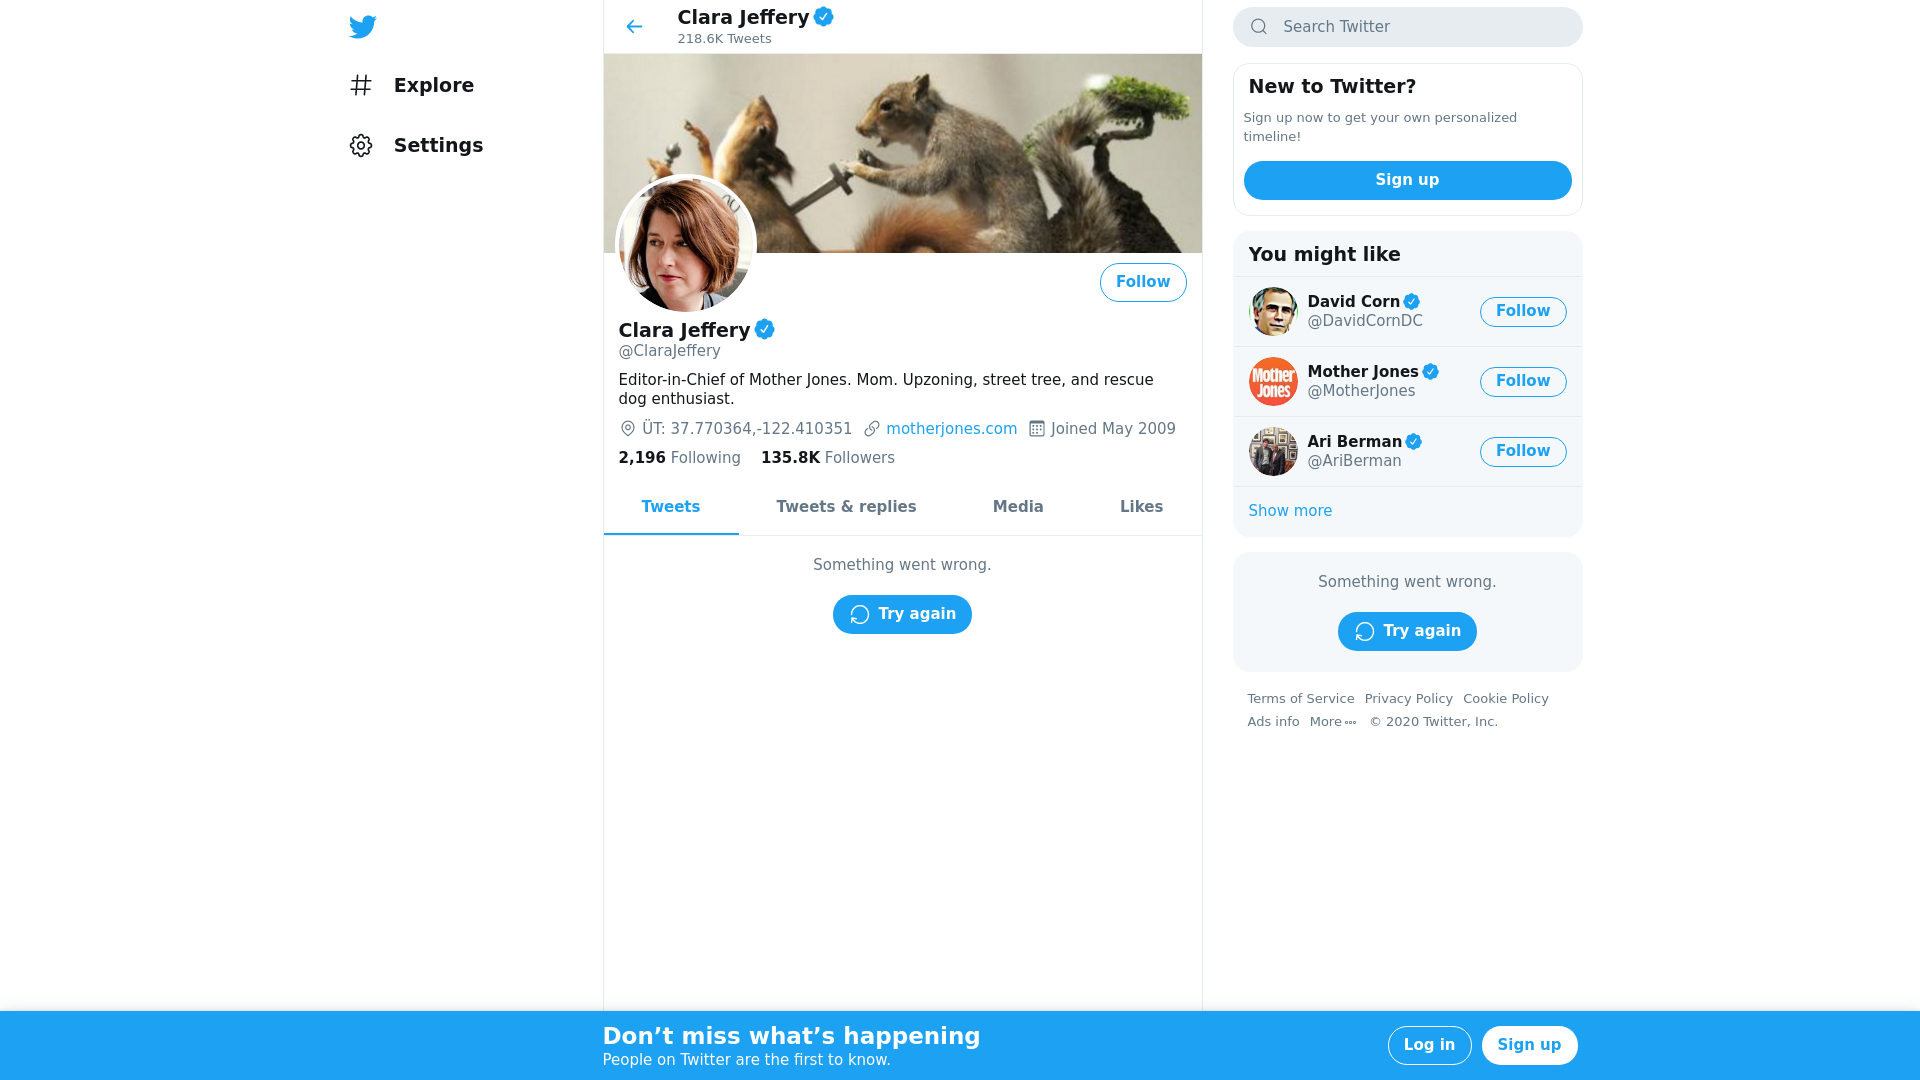 Explore
Settings
Clara Jeffery
218.6K Tweets
Follow
Clara Jeffery
@ClaraJeffery
Editor-in-Chief of Mother Jones. Mom. Upzoning, street tree, and rescue
dog enthusiast.
ÜT: 37.770364,-122.410351 motherjones.com Joined May 2009
2,196 Following 135.8K Followers
Tweets Tweets & replies Media Likes
Something went wrong.
Try again
Search Twitter
New to Twitter?
Sign up now to get your own personalized
timeline!
Sign up
You might like
David Corn
@DavidCornDC
Follow
Mother Jones
Mother Jones
@MotherJones
Follow
Ari Berman
@AriBerman
Follow
Show more
Something went wrong.
Try again
Terms of Service Privacy Policy Cookie Policy
Ads info More © 2020 Twitter, Inc.
Don’t miss what’s happening
People on Twitter are the first to know.
Log in Sign up